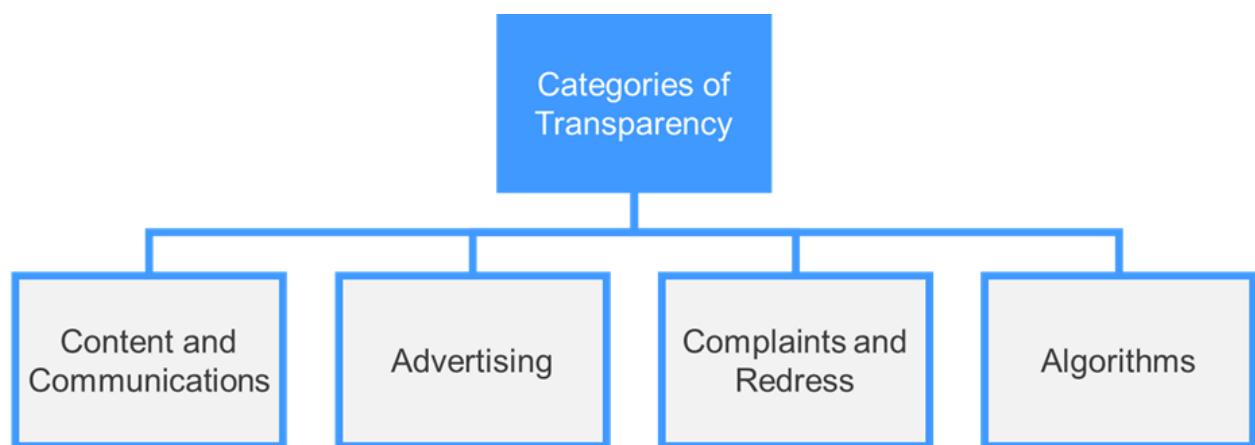 Categories of
Transparency
Content and
Communications
Advertising
Complaints and
Redress
Algorithms